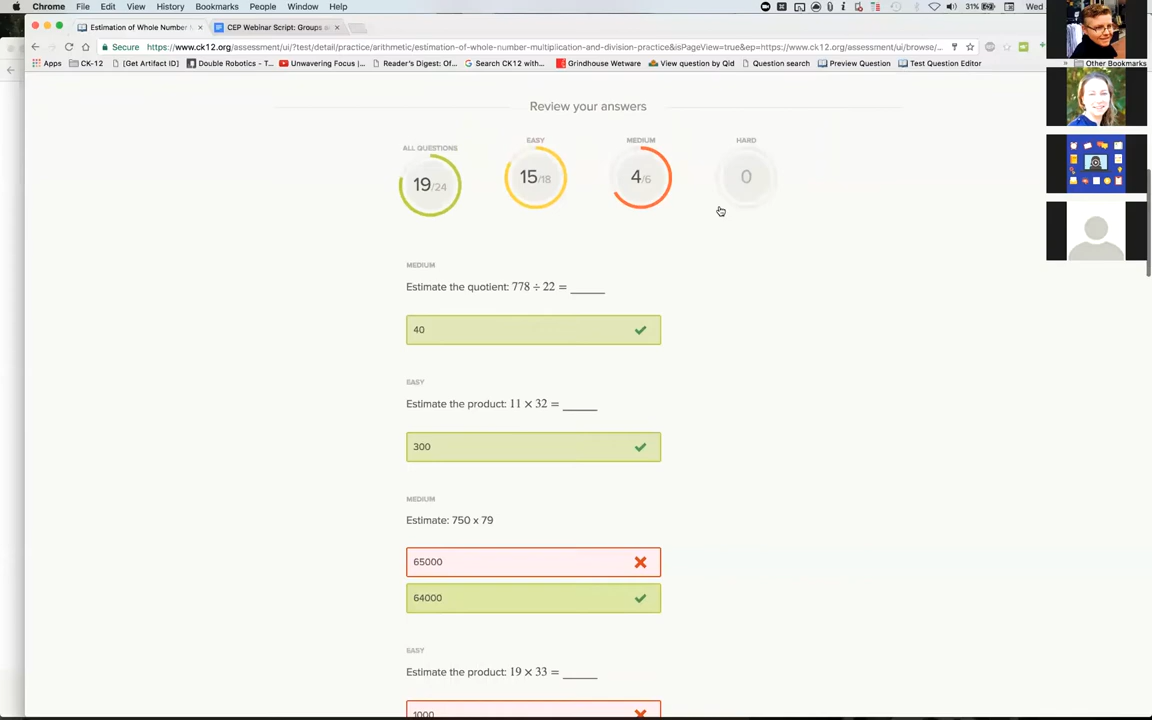 Chrome File Edit View History Bookmarks People Window Help 31% Wed
Estimation of Whole Number M × CEP Webinar Script: Groups a ×
Secure https://www.ck12.org/assessment/ui/?test/detail/practice/arithmetic/estimation-of-whole-number-multiplication-and-division-practice&isPageView=true&ep=https://www.ck12.org/assessment/ui/browse/...
Apps CK-12 [Get Artifact ID] Double Robotics - T... Unwavering Focus |... Reader's Digest: Of... Search CK12 with... Grindhouse Wetware View question by Qid Question search Preview Question Test Question Editor » Other Bookmarks
Review your answers
ALL QUESTIONS EASY MEDIUM HARD
19/24 15/18 4/6 0
MEDIUM
Estimate the quotient: 778 ÷ 22 = ______
40
EASY
Estimate the product: 11 × 32 = ______
300
MEDIUM
Estimate: 750 x 79
65000
64000
EASY
Estimate the product: 19 × 33 = ______
1000